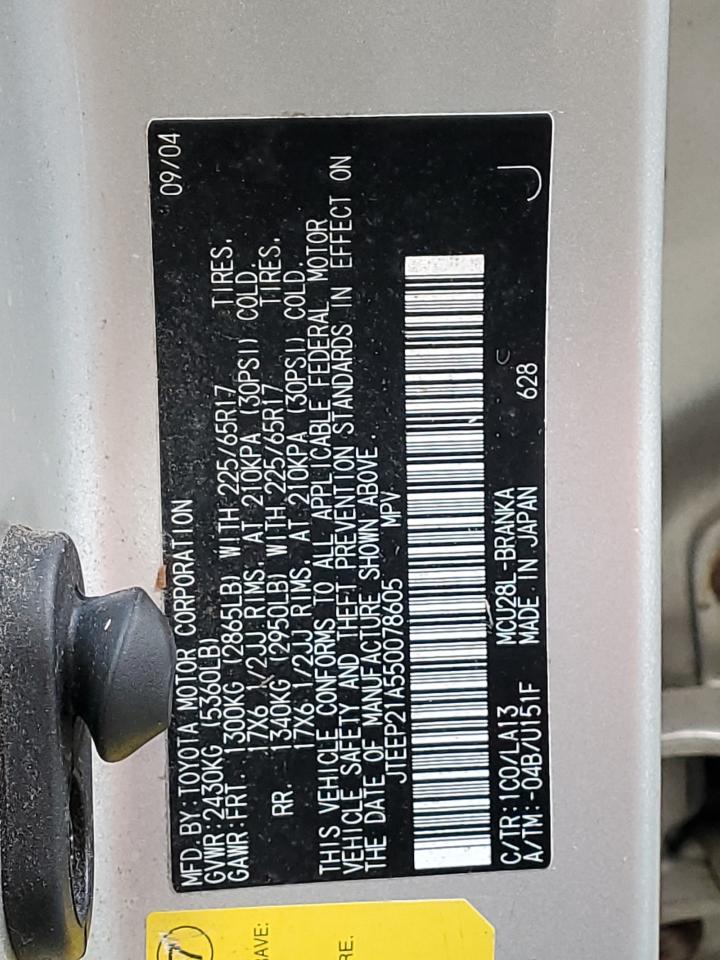 MFD. BY: TOYOTA MOTOR CORPORATION 09/04
GVWR: 2430KG (5360LB)
GAWR: FRT. 1300KG (2865LB) WITH 225/65R17 TIRES,
17X6 1/2JJ RIMS, AT 210KPA (30PSI) COLD.
RR. 1340KG (2950LB) WITH 225/65R17 TIRES,
17X6 1/2JJ RIMS, AT 210KPA (30PSI) COLD.
THIS VEHICLE CONFORMS TO ALL APPLICABLE FEDERAL MOTOR
VEHICLE SAFETY AND THEFT PREVENTION STANDARDS IN EFFECT ON
THE DATE OF MANUFACTURE SHOWN ABOVE.
JTEEP21A550078605 MPV
C/TR: 1C0/LA13 MCU28L-BRANKA C
A/TM: -04B/U151F MADE IN JAPAN 628 J
7
RE.